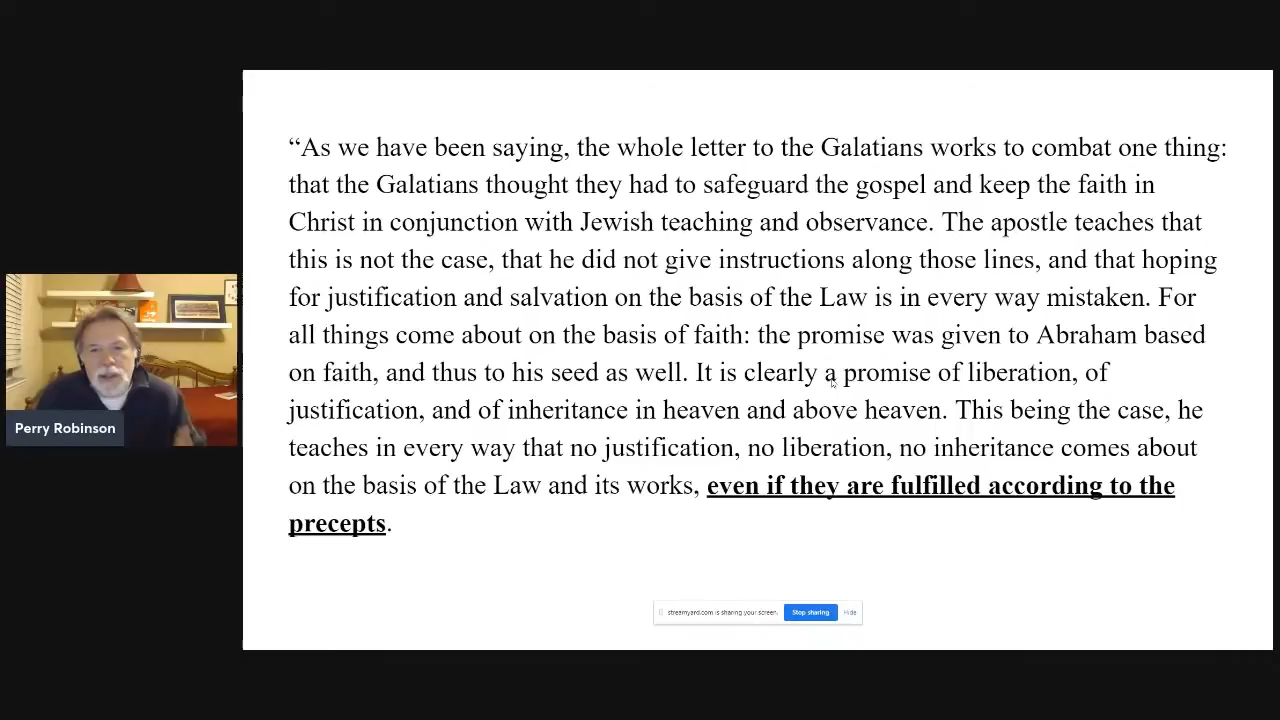 “As we have been saying, the whole letter to the Galatians works to combat one thing:
that the Galatians thought they had to safeguard the gospel and keep the faith in
Christ in conjunction with Jewish teaching and observance. The apostle teaches that
this is not the case, that he did not give instructions along those lines, and that hoping
for justification and salvation on the basis of the Law is in every way mistaken. For
all things come about on the basis of faith: the promise was given to Abraham based
on faith, and thus to his seed as well. It is clearly a promise of liberation, of
justification, and of inheritance in heaven and above heaven. This being the case, he
teaches in every way that no justification, no liberation, no inheritance comes about
on the basis of the Law and its works, even if they are fulfilled according to the
precepts.
Perry Robinson
streamyard.com is sharing your screen.
Stop sharing
Hide